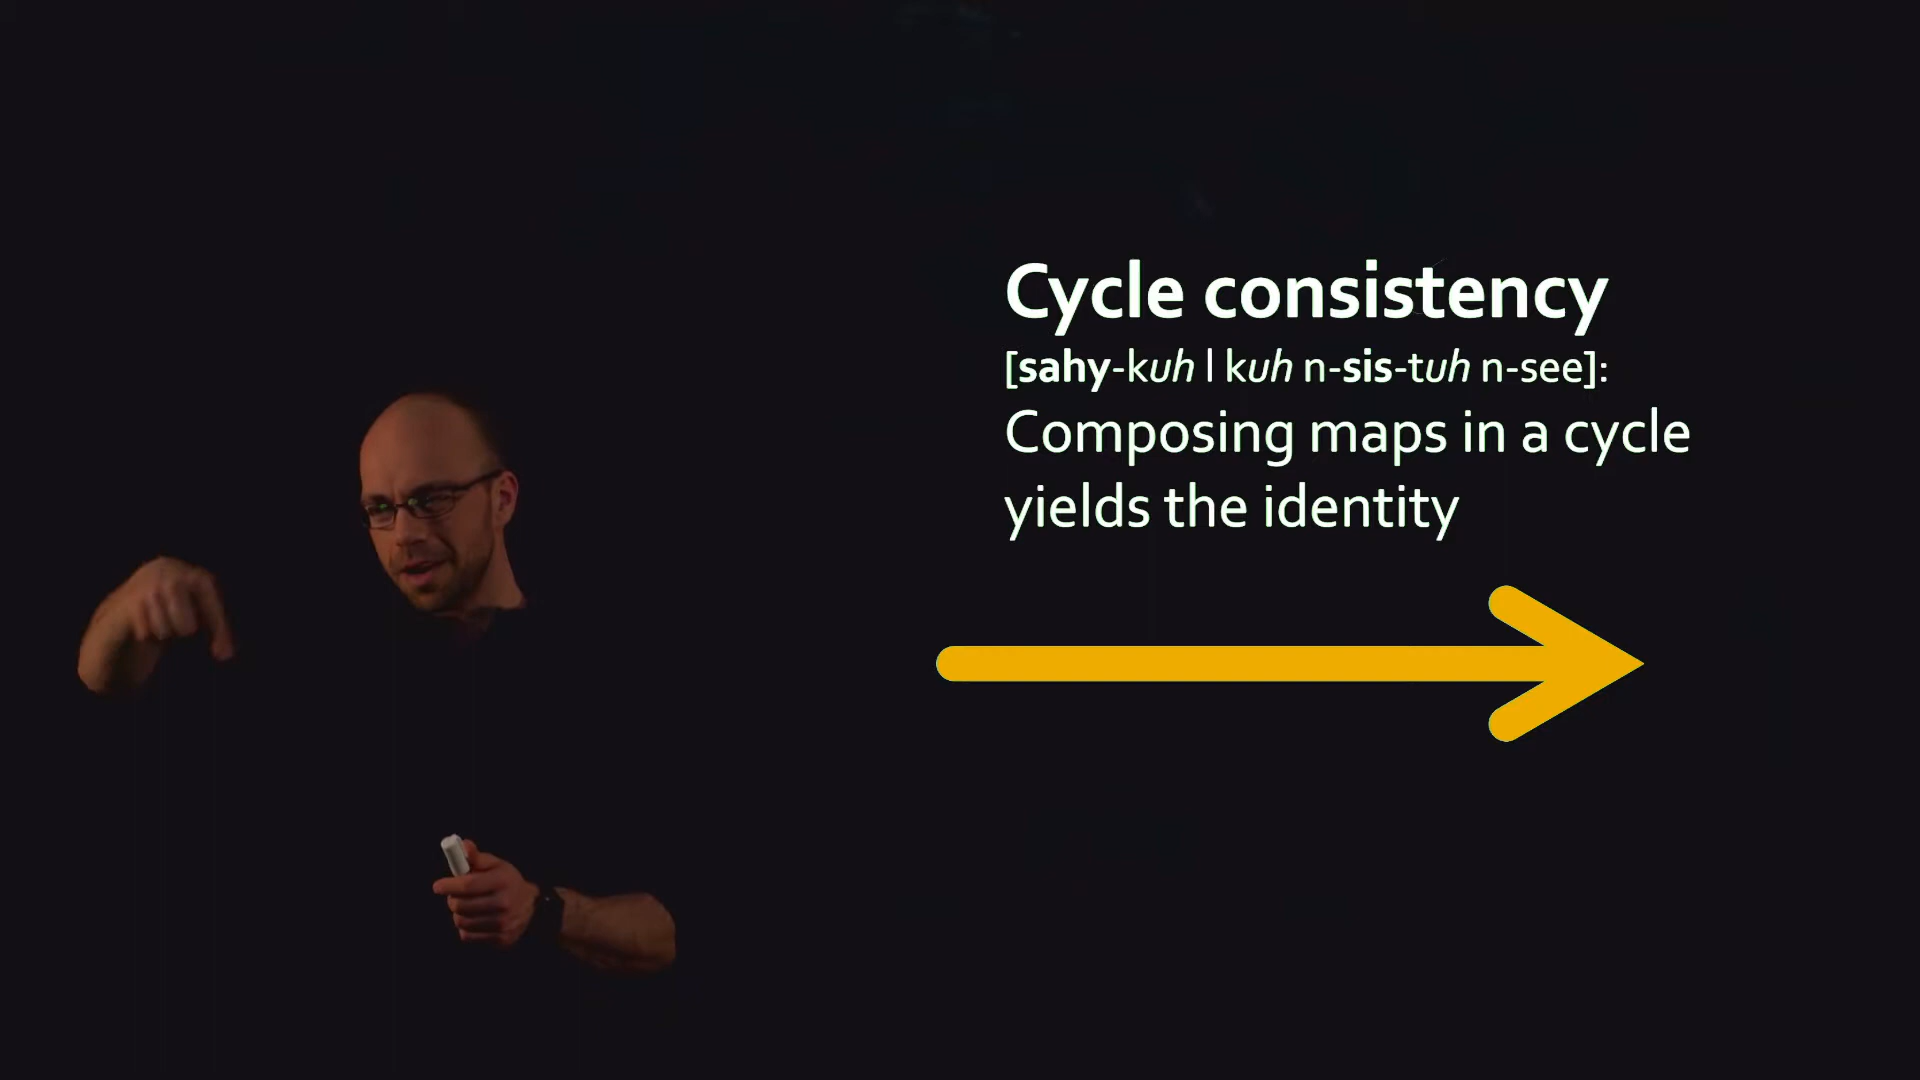 Cycle consistency
[sahy-kuh l kuh n-sis-tuh n-see]:
Composing maps in a cycle
yields the identity